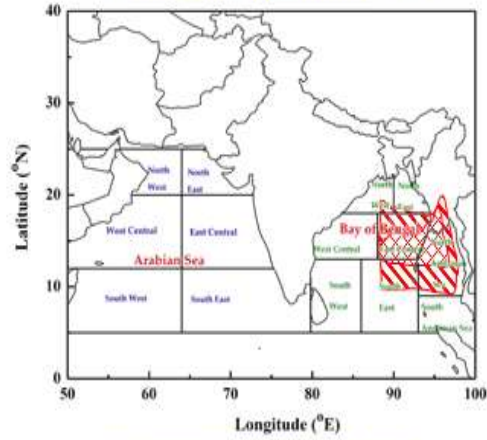 40
30
20
10
0
Latitude (°N)
North
West
North
East
West Central
East Central
Arabian Sea
South West
South East
North
North
West
East
Bay of Bengal
West Central
South
West
South
East
South
Andaman Sea
50
60
70
80
90
100
Longitude (°E)